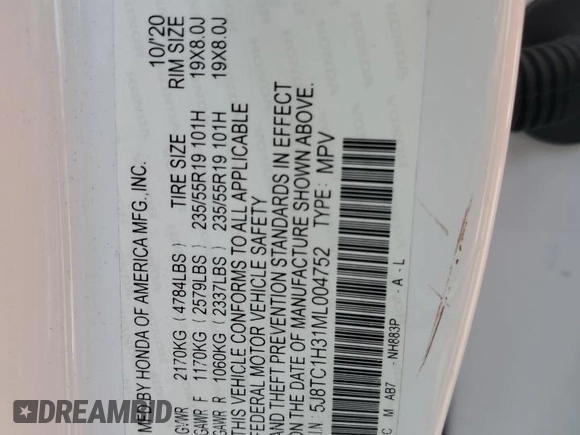 MFD BY HONDA OF AMERICA MFG.,INC. 10/'20
GVWR 2170KG (4784LBS) TIRE SIZE RIM SIZE
GAWR F 1170KG (2579LBS) 235/55R19 101H 19X8.0J
GAWR R 1060KG (2337LBS) 235/55R19 101H 19X8.0J
THIS VEHICLE CONFORMS TO ALL APPLICABLE
FEDERAL MOTOR VEHICLE SAFETY
AND THEFT PREVENTION STANDARDS IN EFFECT
ON THE DATE OF MANUFACTURE SHOWN ABOVE.
V.I.N: 5J8TC1H31ML004752 TYPE: MPV
C M AB7 - NH883P - A - L
5DREAMEID